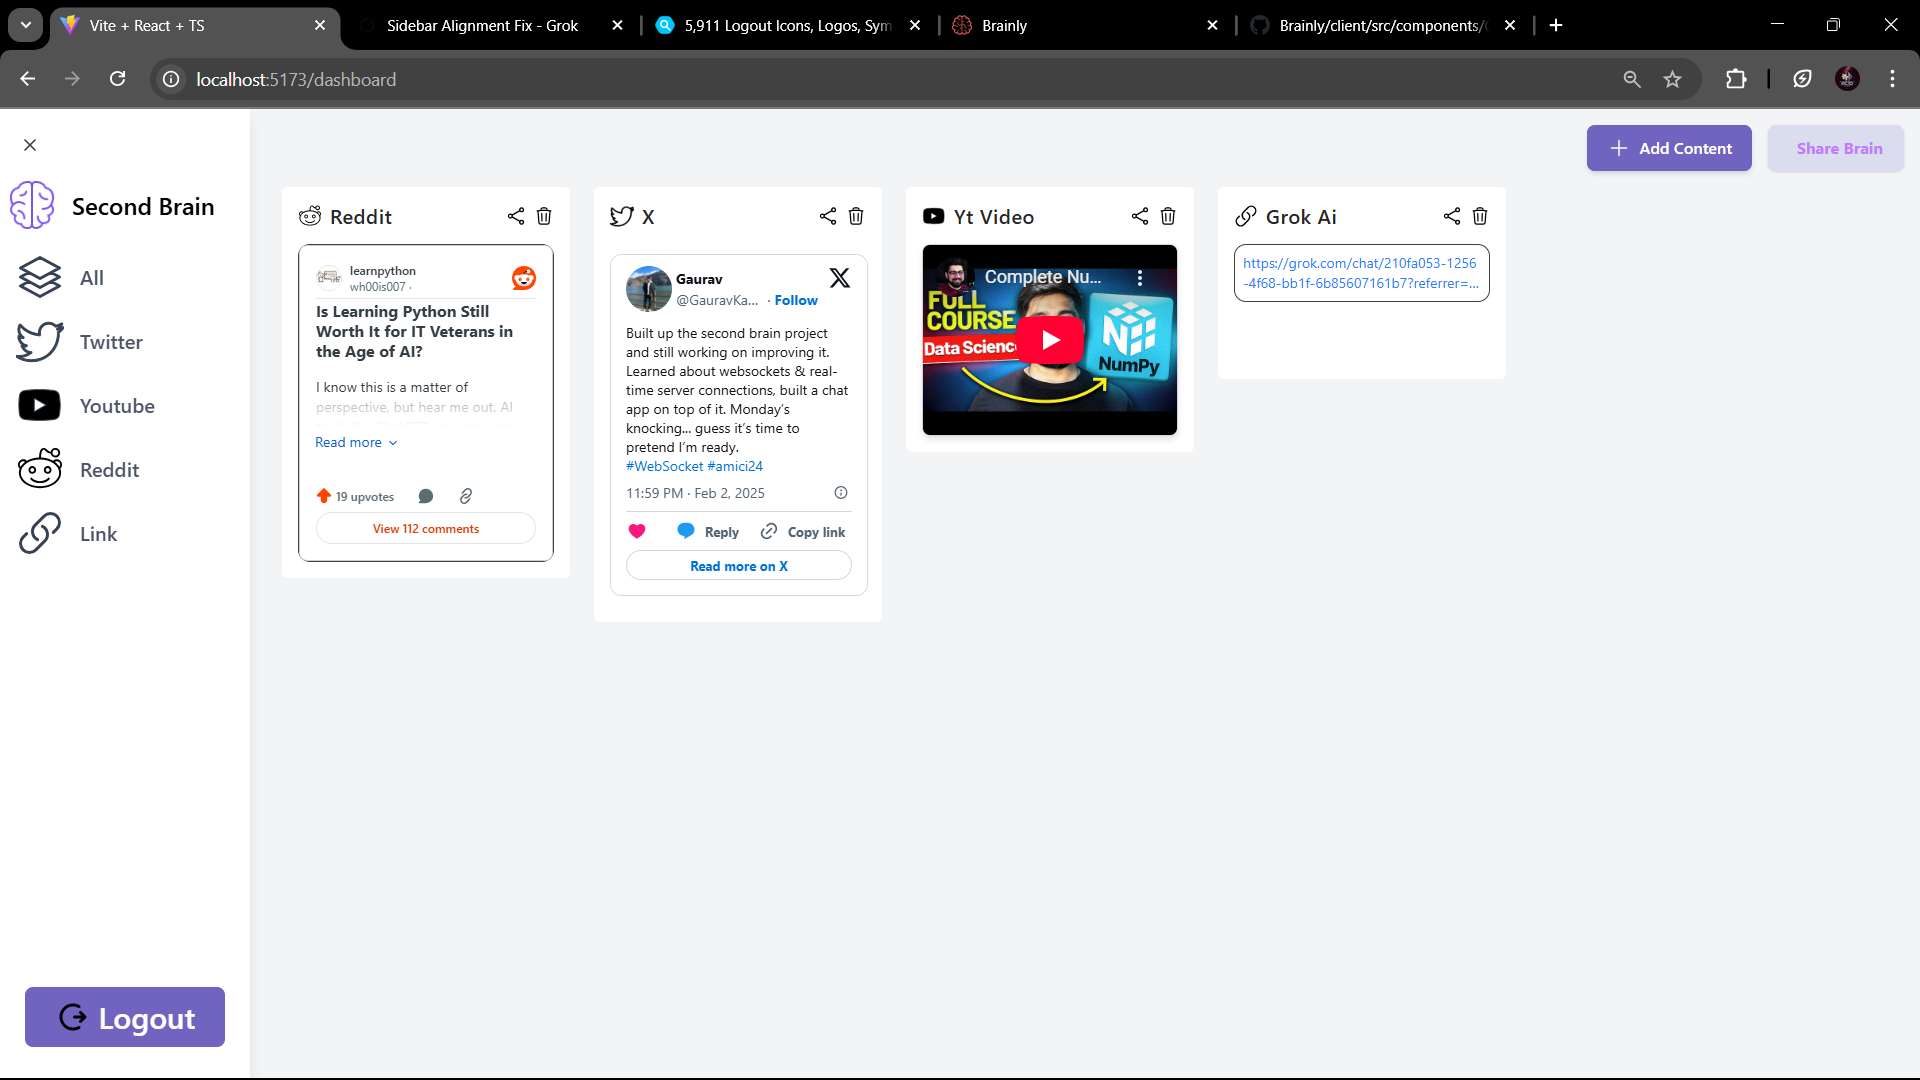 Vite + React + TS
Sidebar Alignment Fix - Grok
5,911 Logout Icons, Logos, Sym
Brainly
Brainly/client/src/components/
localhost:5173/dashboard
Add Content
Share Brain
Second Brain
All
Twitter
Youtube
Reddit
Link
Logout
Reddit
learnpython
wh00is007 ·
Is Learning Python Still
Worth It for IT Veterans in
the Age of AI?
I know this is a matter of
perspective, but hear me out. AI
Read more
19 upvotes
View 112 comments
X
Gaurav
@GauravKa... · Follow
Built up the second brain project
and still working on improving it.
Learned about websockets & real-
time server connections, built a chat
app on top of it. Monday’s
knocking... guess it’s time to
pretend I’m ready.
#WebSocket #amici24
11:59 PM · Feb 2, 2025
Reply
Copy link
Read more on X
Yt Video
Complete Nu...
FULL
COURSE
Data Scienc
NumPy
Grok Ai
https://grok.com/chat/210fa053-1256
-4f68-bb1f-6b85607161b7?referrer=...